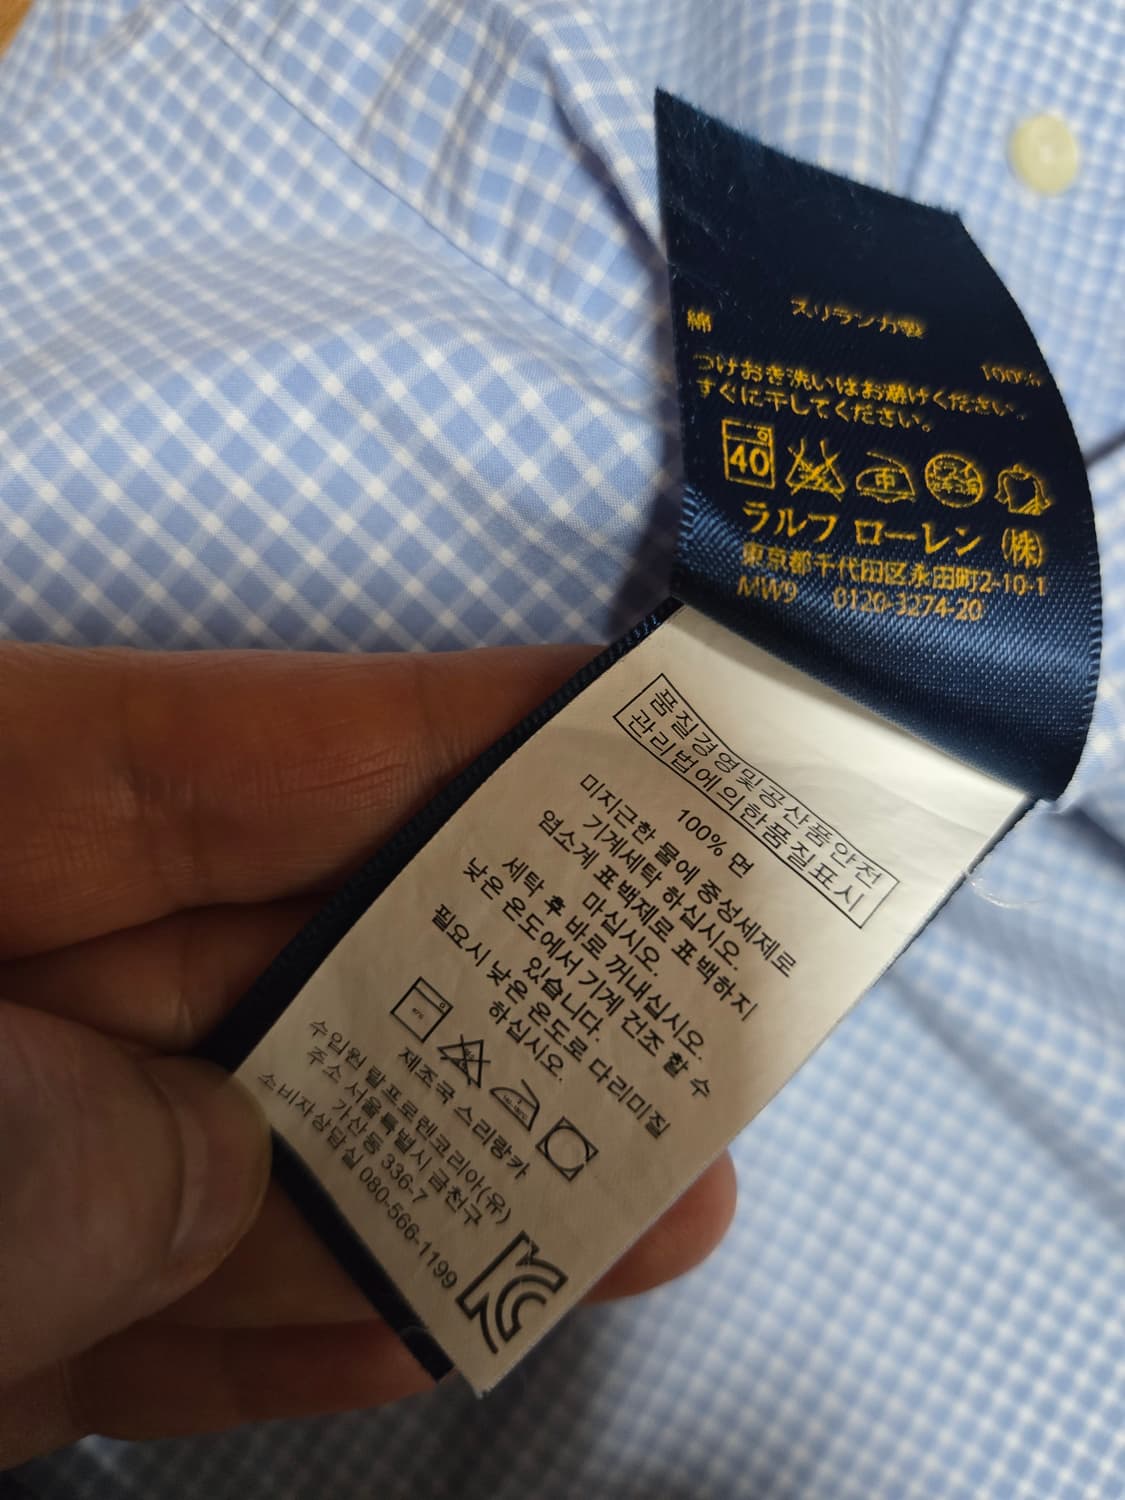 スリランカ製
綿 100%
つけおき洗いはお避けください。
すぐに干してください。
40
ラルフ ローレン (株)
東京都千代田区永田町2-10-1
MW9 0120-3274-20
품질경영및공산품안전
관리법에의한품질표시
100% 면
미지근한 물에 중성세제로
기계세탁 하십시오.
염소계 표백제로 표백하지
마십시오.
세탁 후 바로 꺼내십시오.
낮은 온도에서 기계 건조 할 수
있습니다.
필요시 낮은 온도로 다리미질
하십시오.
제조국 스리랑카
수입원 랄프로렌코리아(유)
주소 서울특별시 금천구
가산동 336-7
소비자상담실 080-566-1199